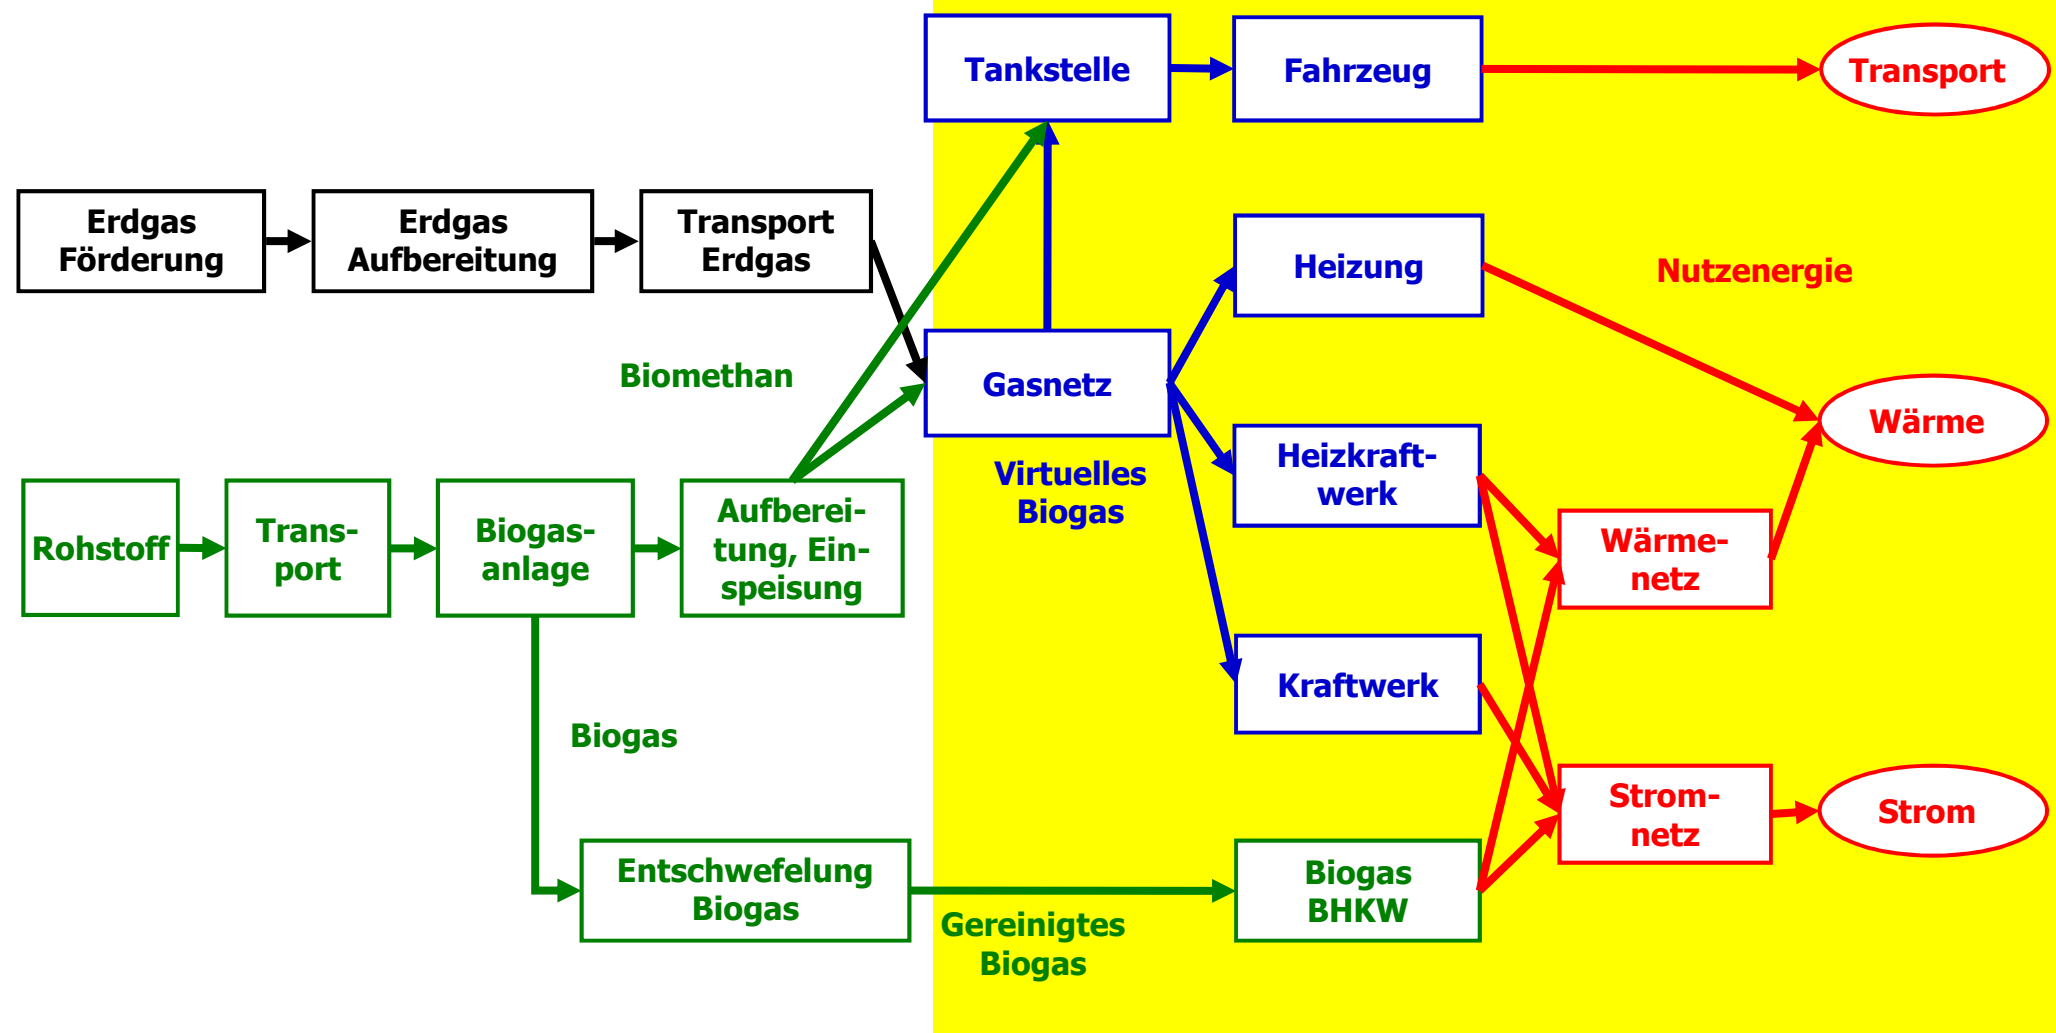 Tankstelle
Fahrzeug
Transport
Erdgas
Förderung
Erdgas
Aufbereitung
Transport
Erdgas
Heizung
Nutzenergie
Biomethan
Gasnetz
Wärme
Virtuelles
Biogas
Heizkraft-
werk
Rohstoff
Trans-
port
Biogas-
anlage
Aufberei-
tung, Ein-
speisung
Wärme-
netz
Kraftwerk
Biogas
Strom-
netz
Strom
Entschwefelung
Biogas
Gereinigtes
Biogas
Biogas
BHKW